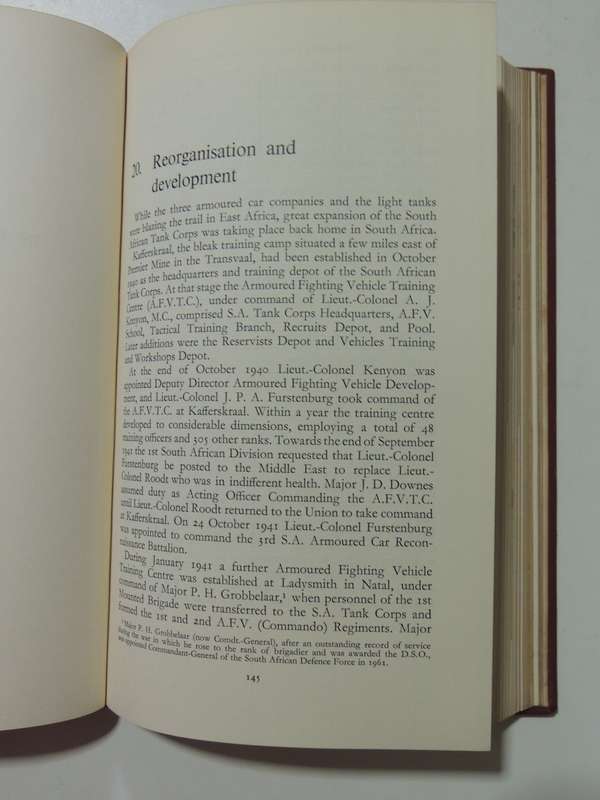 20. Reorganisation and
development
While the three armoured car companies and the light tanks
were blazing the trail in East Africa, great expansion of the South
African Tank Corps was taking place back home in South Africa.
Kafferskraal, the bleak training camp situated a few miles east of
Premier Mine in the Transvaal, had been established in October
1940 as the headquarters and training depot of the South African
Tank Corps. At that stage the Armoured Fighting Vehicle Training
Centre (A.F.V.T.C.), under command of Lieut.-Colonel A. J.
Kenyon, M.C., comprised S.A. Tank Corps Headquarters, A.F.V.
School, Tactical Training Branch, Recruits Depot, and Pool.
Later additions were the Reservists Depot and Vehicles Training
and Workshops Depot.
At the end of October 1940 Lieut.-Colonel Kenyon was
appointed Deputy Director Armoured Fighting Vehicle Develop-
ment, and Lieut.-Colonel J. P. A. Furstenburg took command of
the A.F.V.T.C. at Kafferskraal. Within a year the training centre
developed to considerable dimensions, employing a total of 48
training officers and 305 other ranks. Towards the end of September
1941 the 1st South African Division requested that Lieut.-Colonel
Furstenburg be posted to the Middle East to replace Lieut.-
Colonel Roodt who was in indifferent health. Major J. D. Downes
assumed duty as Acting Officer Commanding the A.F.V.T.C.
until Lieut.-Colonel Roodt returned to the Union to take command
at Kafferskraal. On 24 October 1941 Lieut.-Colonel Furstenburg
was appointed to command the 3rd S.A. Armoured Car Recon-
naissance Battalion.
During January 1941 a further Armoured Fighting Vehicle
Training Centre was established at Ladysmith in Natal, under
command of Major P. H. Grobbelaar,¹ when personnel of the 1st
Mounted Brigade were transferred to the S.A. Tank Corps and
formed the 1st and 2nd A.F.V. (Commando) Regiments. Major
¹ Major P. H. Grobbelaar (now Comdt.-General), after an outstanding record of service
during the war in which he rose to the rank of brigadier and was awarded the D.S.O.,
was appointed Commandant-General of the South African Defence Force in 1961.
145